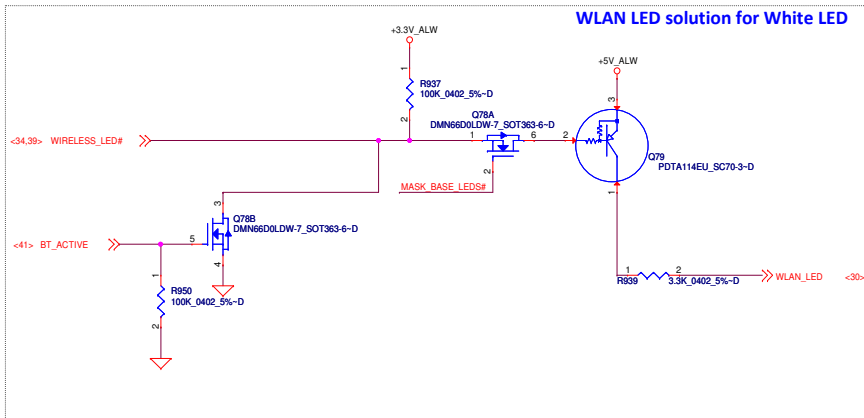 WLAN LED solution for White LED
+3.3V_ALW
+5V_ALW
1
R937
100K_0402_5%~D
2
3
Q78A
DMN66D0LDW-7_SOT363-6~D
<34,39> WIRELESS_LED#
1
6
2
2
Q79
PDTA114EU_SC70-3~D
MASK_BASE_LEDS#
1
3
Q78B
DMN66D0LDW-7_SOT363-6~D
<41> BT_ACTIVE
5
4
1
R950
100K_0402_5%~D
2
1
2
R939
3.3K_0402_5%~D
WLAN_LED
<30>